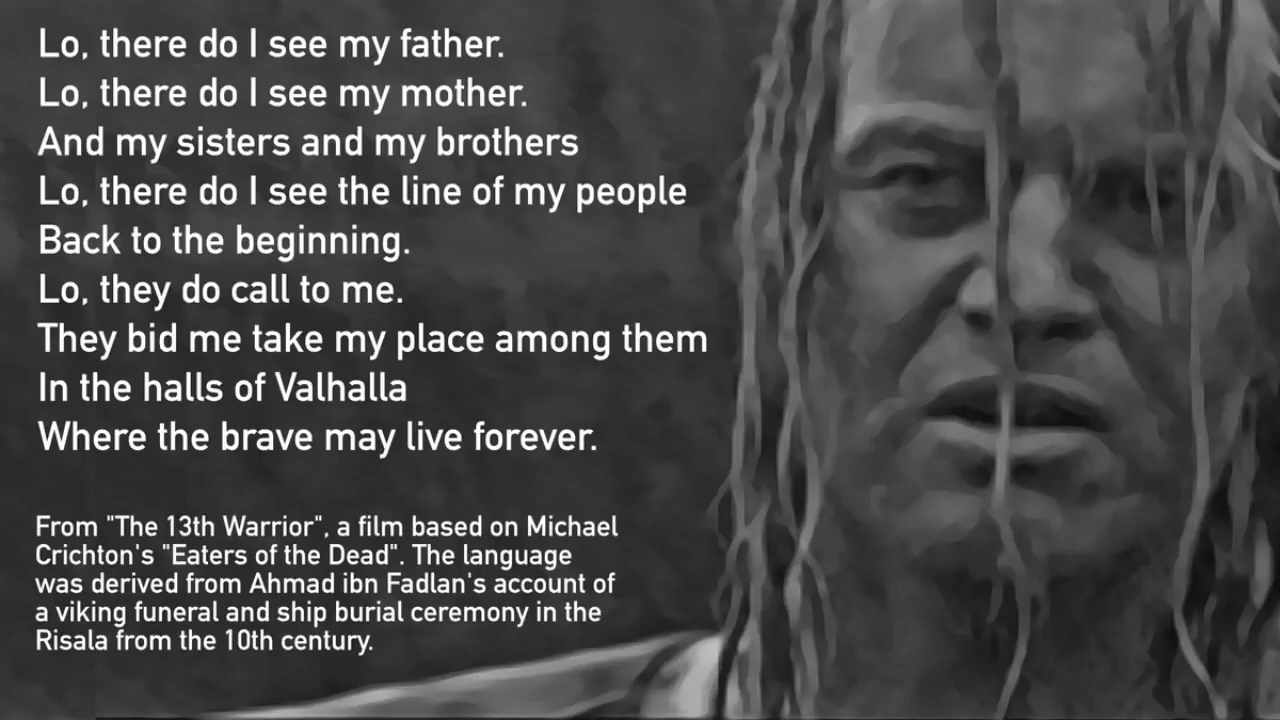 Lo, there do I see my father.
Lo, there do I see my mother.
And my sisters and my brothers
Lo, there do I see the line of my people
Back to the beginning.
Lo, they do call to me.
They bid me take my place among them
In the halls of Valhalla
Where the brave may live forever.
From "The 13th Warrior", a film based on Michael
Crichton's "Eaters of the Dead". The language
was derived from Ahmad ibn Fadlan's account of
a viking funeral and ship burial ceremony in the
Risala from the 10th century.